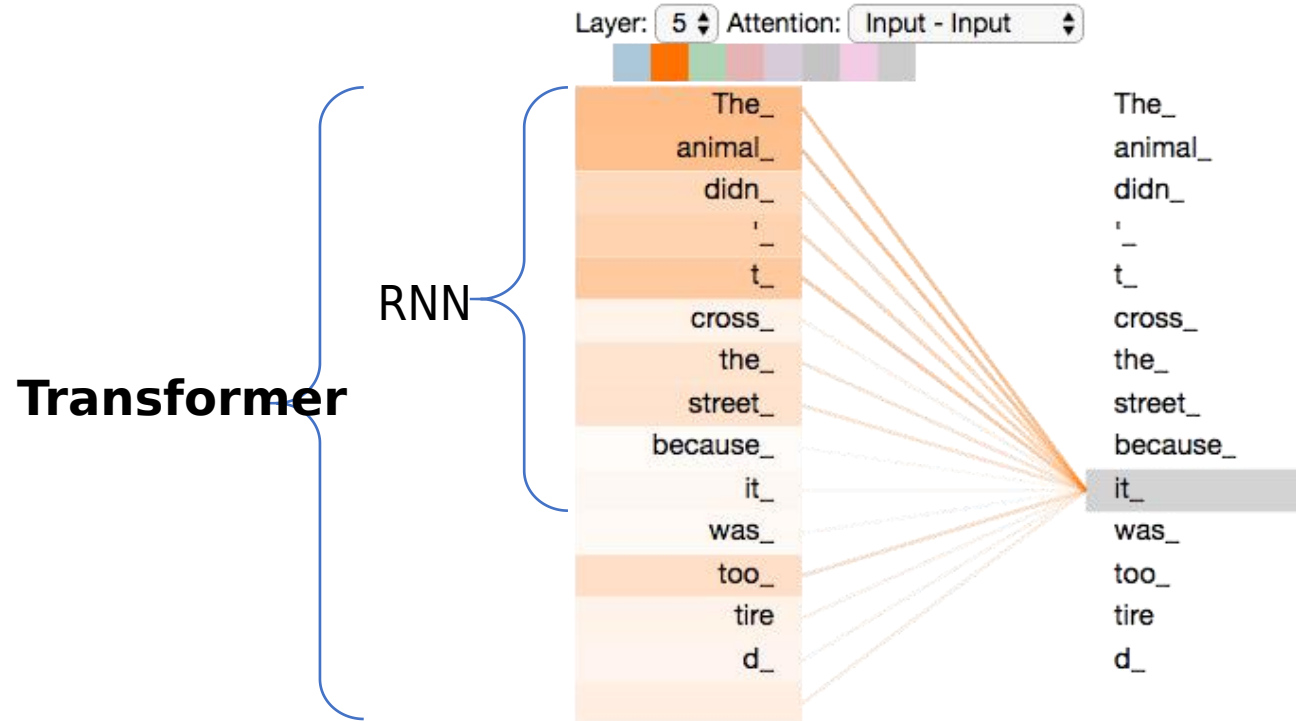 Layer: 5 Attention: Input - Input
The_ The_
animal_ animal_
didn_ didn_
'_ '_
t_ t_
RNN
cross_ cross_
the_ the_
Transformer
street_ street_
because_ because_
it_ it_
was_ was_
too_ too_
tire tire
d_ d_